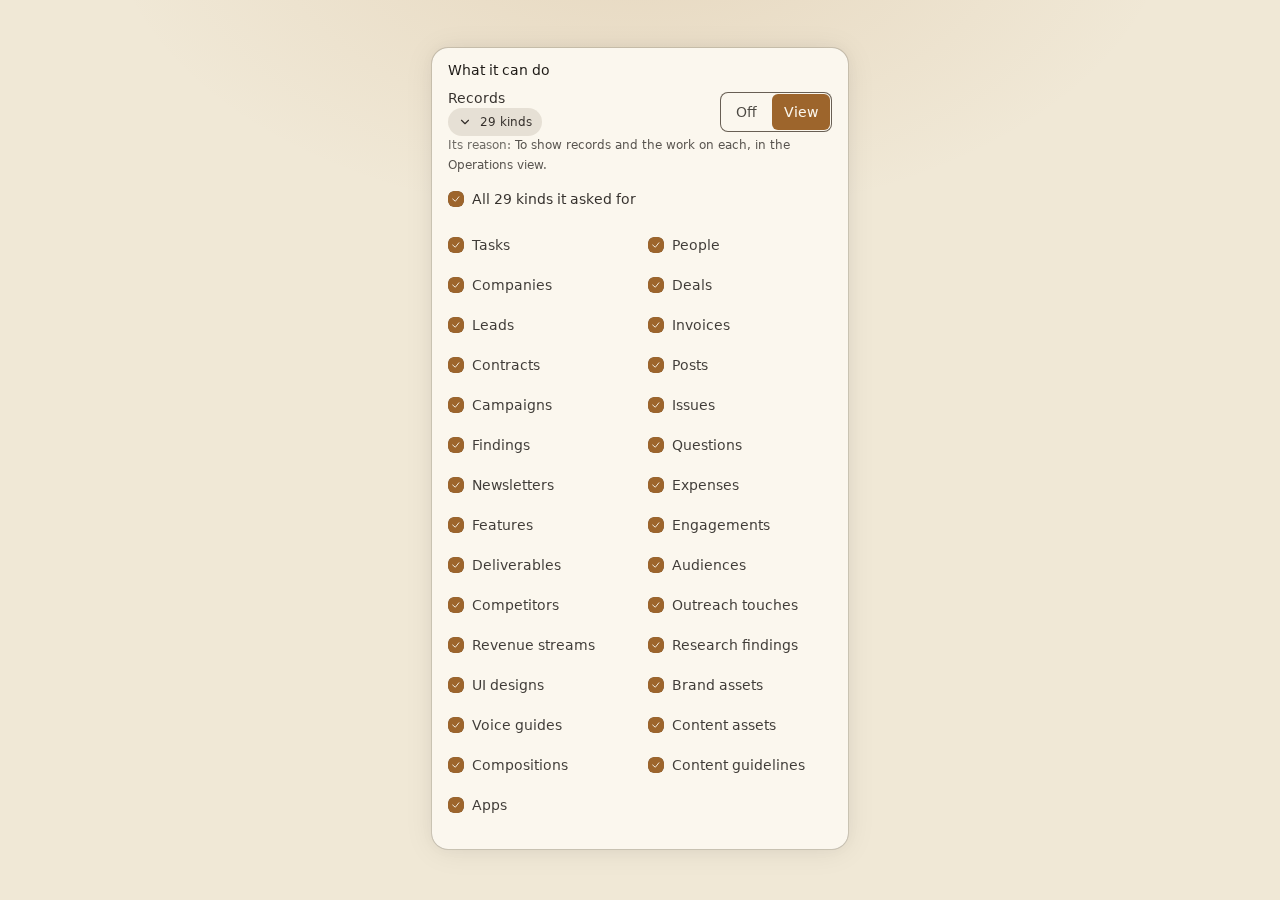 What it can do
Records
Off View
29 kinds
Its reason: To show records and the work on each, in the
Operations view.
All 29 kinds it asked for
Tasks People
Companies Deals
Leads Invoices
Contracts Posts
Campaigns Issues
Findings Questions
Newsletters Expenses
Features Engagements
Deliverables Audiences
Competitors Outreach touches
Revenue streams Research findings
UI designs Brand assets
Voice guides Content assets
Compositions Content guidelines
Apps